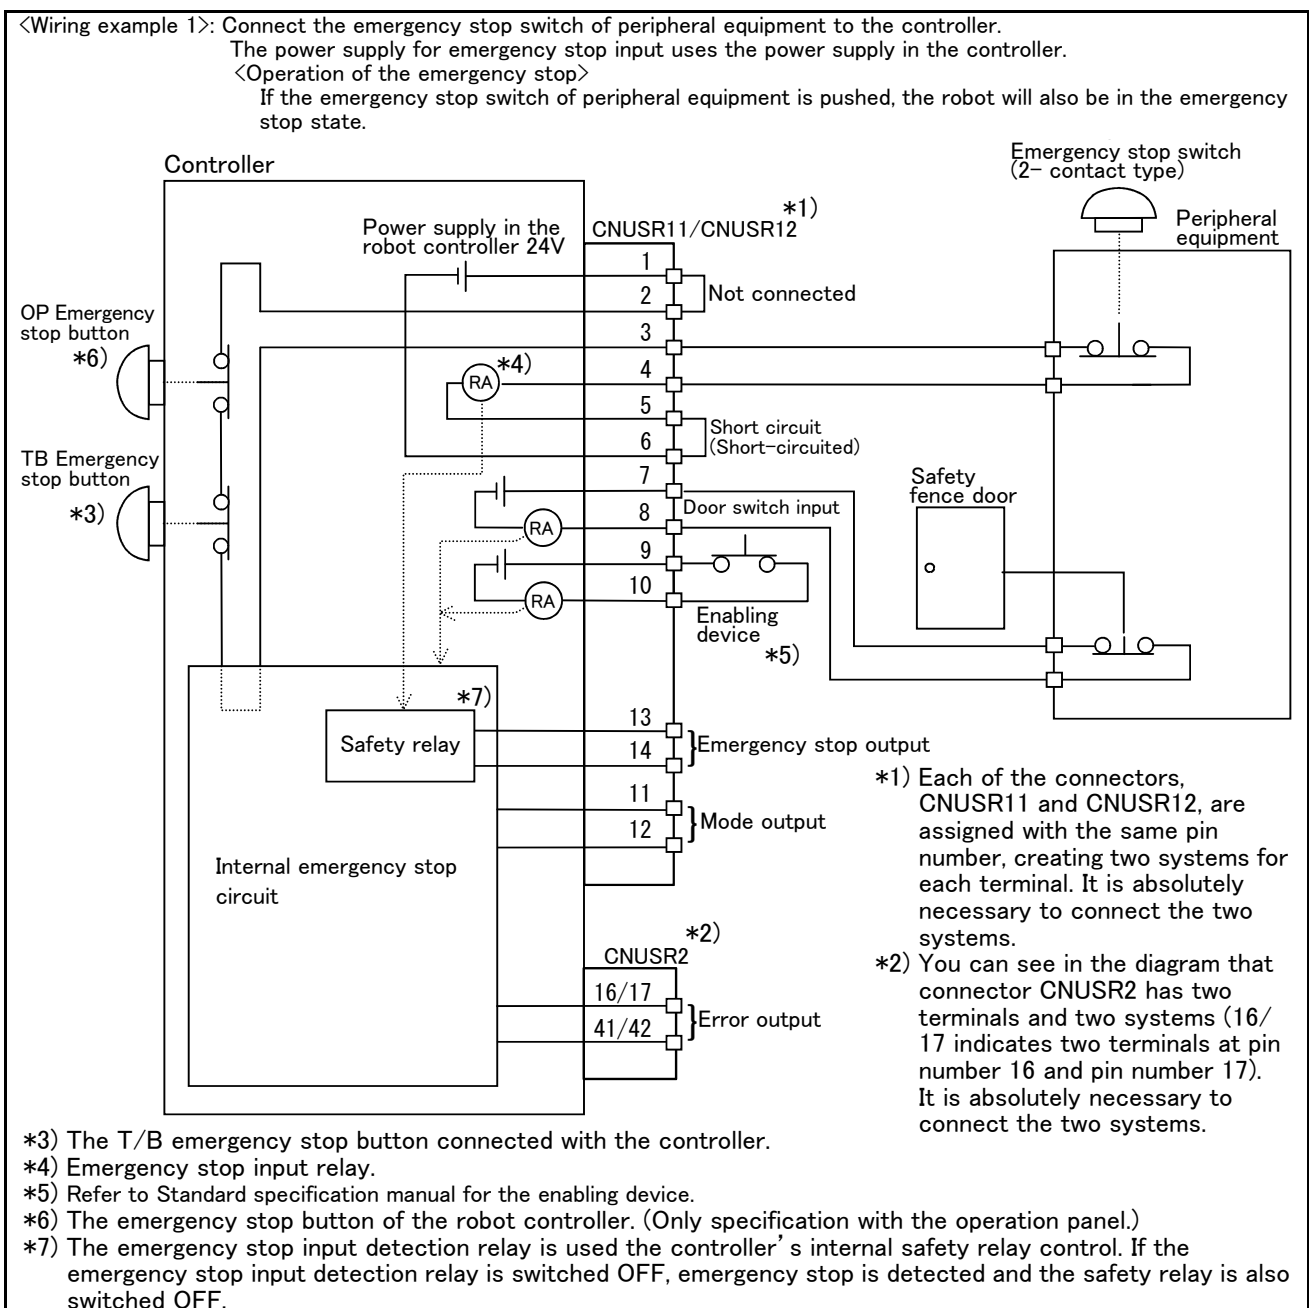 <Wiring example 1>: Connect the emergency stop switch of peripheral equipment to the controller.
The power supply for emergency stop input uses the power supply in the controller.
<Operation of the emergency stop>
If the emergency stop switch of peripheral equipment is pushed, the robot will also be in the emergency
stop state.
Emergency stop switch
(2- contact type)
Controller
*1)
Power supply in the
robot controller 24V
CNUSR11/CNUSR12
Peripheral
equipment
1
2
Not connected
OP Emergency
stop button
*6)
3
*4)
RA
4
5
6
Short circuit
(Short-circuited)
TB Emergency
stop button
*3)
7
Safety
fence door
8
Door switch input
RA
9
10
RA
Enabling
device
*5)
*7)
Safety relay
13
14
Emergency stop output
11
12
Mode output
Internal emergency stop
circuit
*2)
CNUSR2
16/17
41/42
Error output
*1) Each of the connectors,
CNUSR11 and CNUSR12, are
assigned with the same pin
number, creating two systems for
each terminal. It is absolutely
necessary to connect the two
systems.
*2) You can see in the diagram that
connector CNUSR2 has two
terminals and two systems (16/
17 indicates two terminals at pin
number 16 and pin number 17).
It is absolutely necessary to
connect the two systems.
*3) The T/B emergency stop button connected with the controller.
*4) Emergency stop input relay.
*5) Refer to Standard specification manual for the enabling device.
*6) The emergency stop button of the robot controller. (Only specification with the operation panel.)
*7) The emergency stop input detection relay is used the controller's internal safety relay control. If the
emergency stop input detection relay is switched OFF, emergency stop is detected and the safety relay is also
switched OFF.